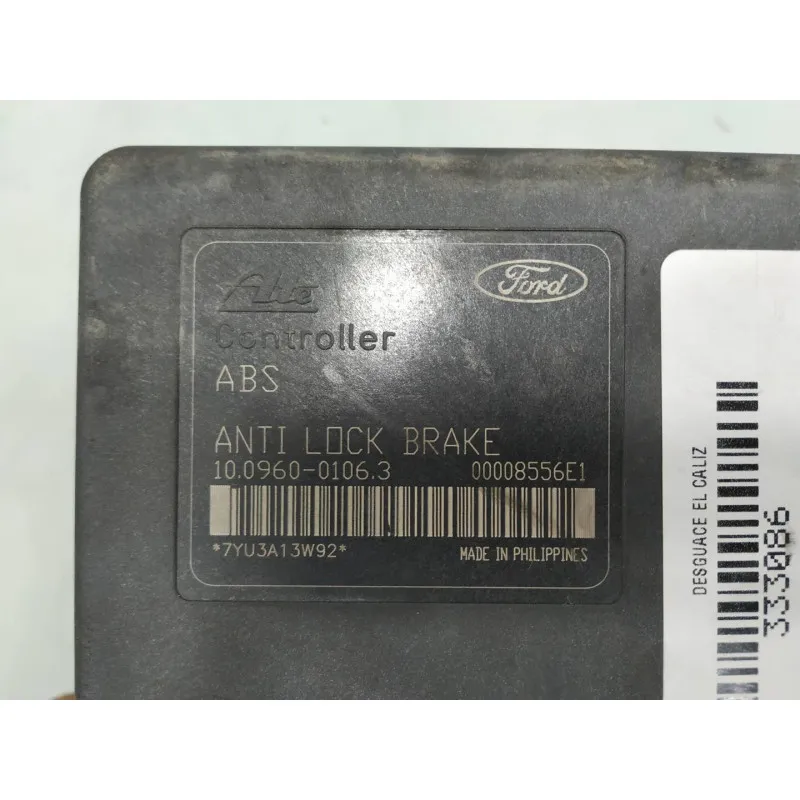 Ate
Ford
Controller
ABS
ANTI LOCK BRAKE
10.0960-0106.3 00008556E1
*7YU3A13W92* MADE IN PHILIPPINES
DESGUACE EL CALIZ
333086